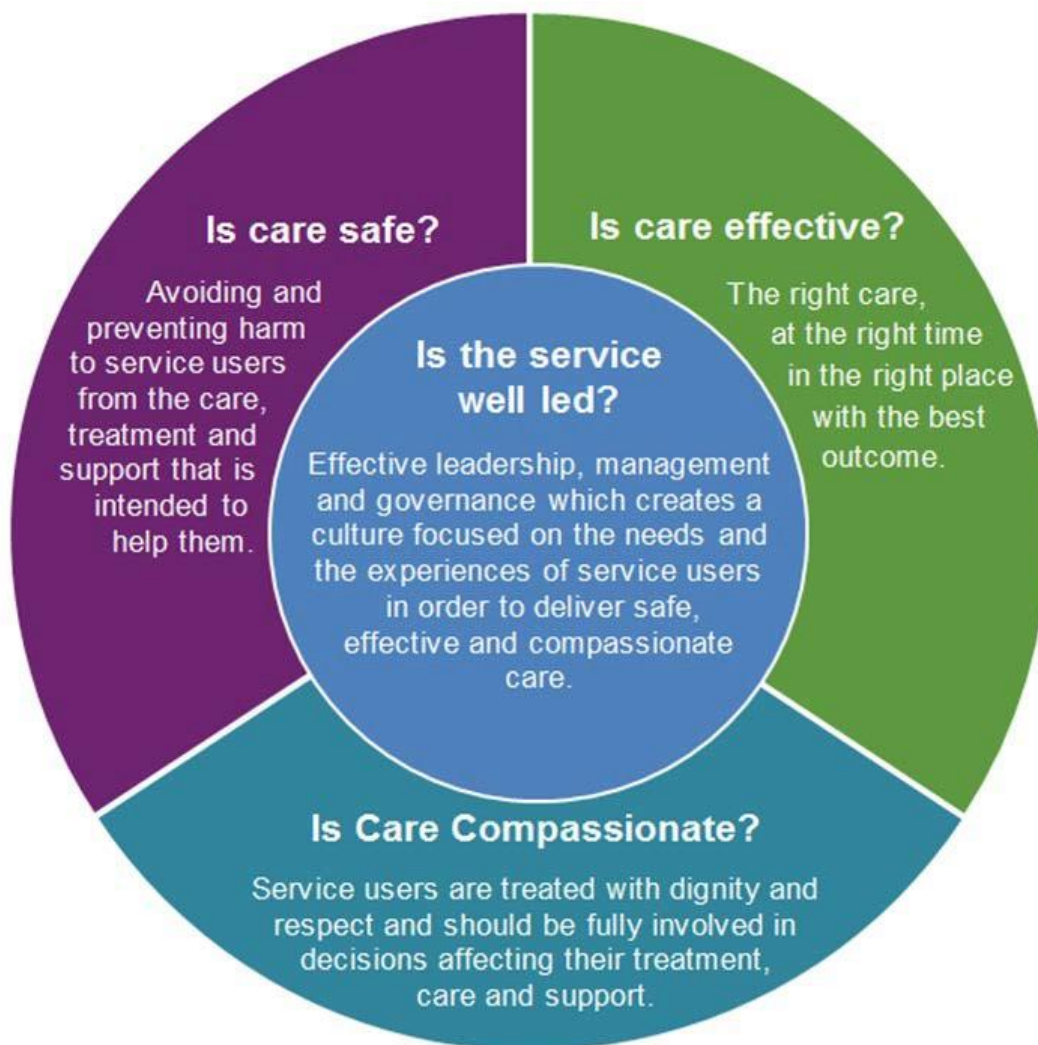 Is care safe?
Avoiding and
preventing harm
to service users
from the care,
treatment and
support that is
intended to
help them.
Is care effective?
The right care,
at the right time
in the right place
with the best
outcome.
Is the service
well led?
Effective leadership, management
and governance which creates a
culture focused on the needs and
the experiences of service users
in order to deliver safe,
effective and compassionate
care.
Is Care Compassionate?
Service users are treated with dignity and
respect and should be fully involved in
decisions affecting their treatment,
care and support.